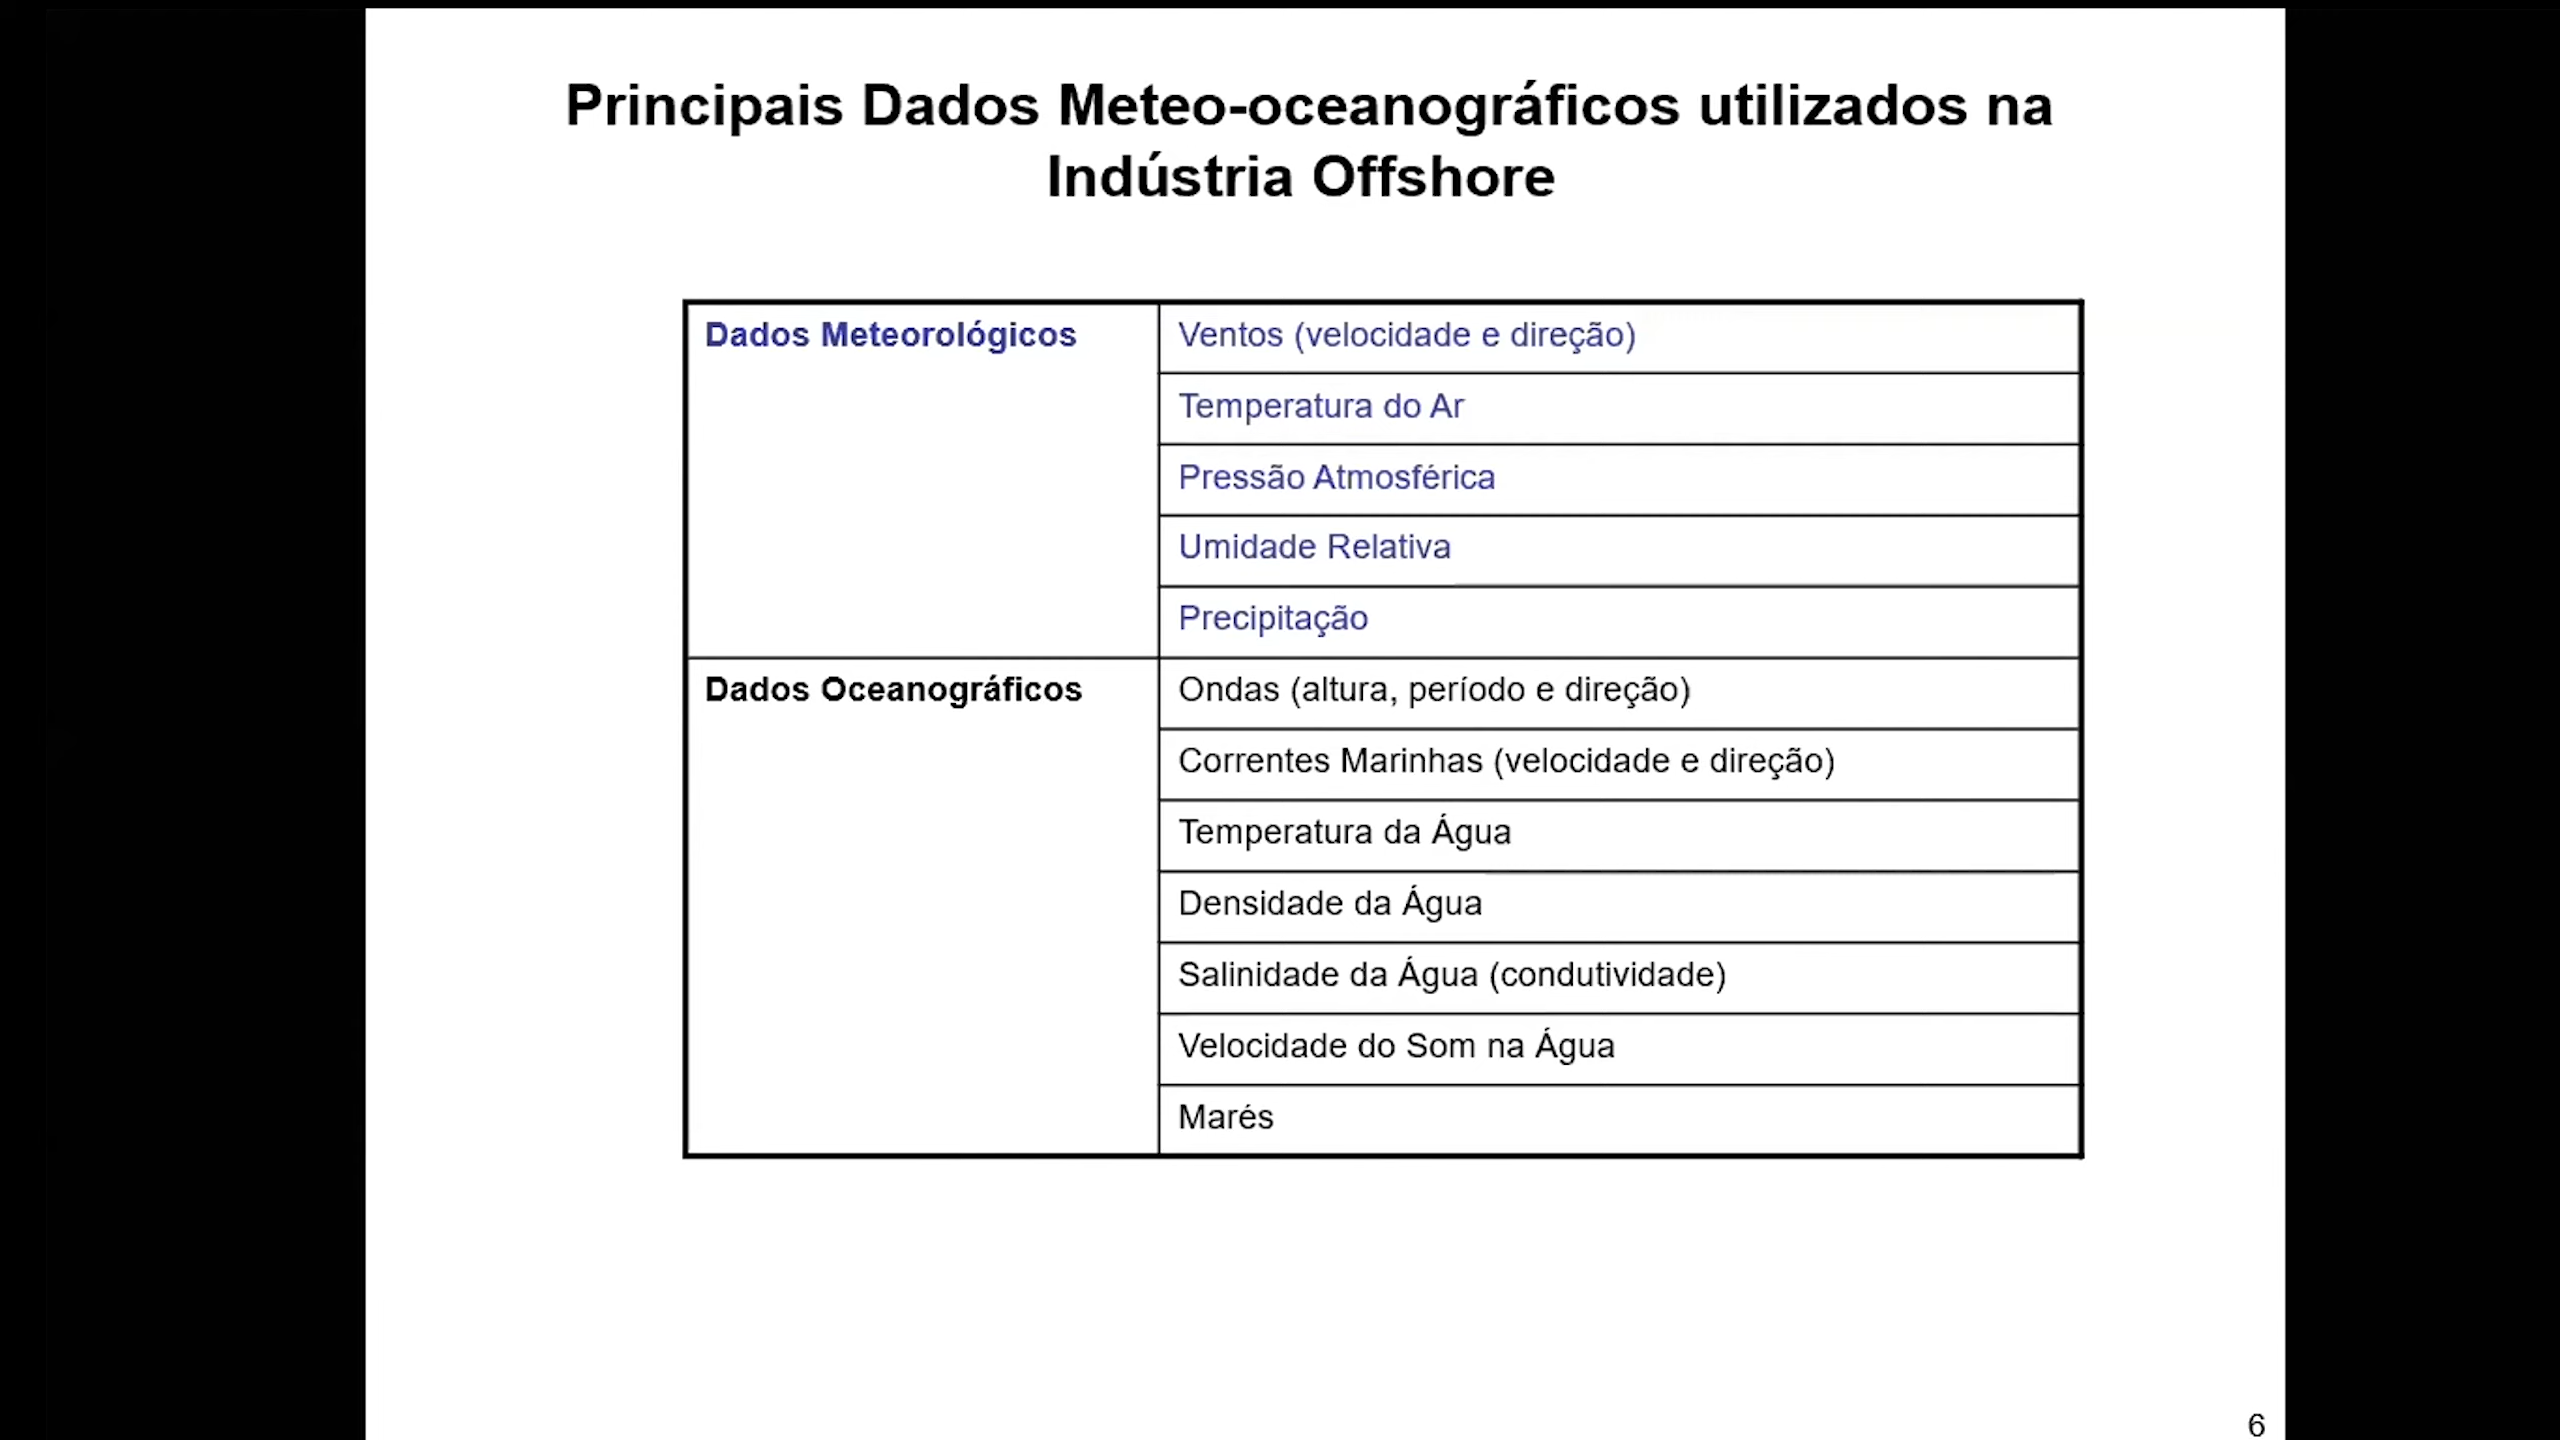 Principais Dados Meteo-oceanográficos utilizados na
Indústria Offshore
Dados Meteorológicos
Ventos (velocidade e direção)
Temperatura do Ar
Pressão Atmosférica
Umidade Relativa
Precipitação
Dados Oceanográficos
Ondas (altura, período e direção)
Correntes Marinhas (velocidade e direção)
Temperatura da Água
Densidade da Água
Salinidade da Água (condutividade)
Velocidade do Som na Água
Marés
6